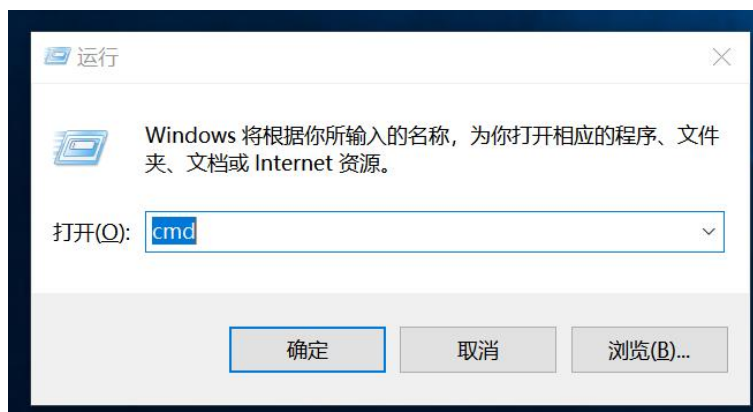 运行
Windows 将根据你所输入的名称，为你打开相应的程序、文件
夹、文档或 Internet 资源。
打开(O): cmd
确定 取消 浏览(B)...